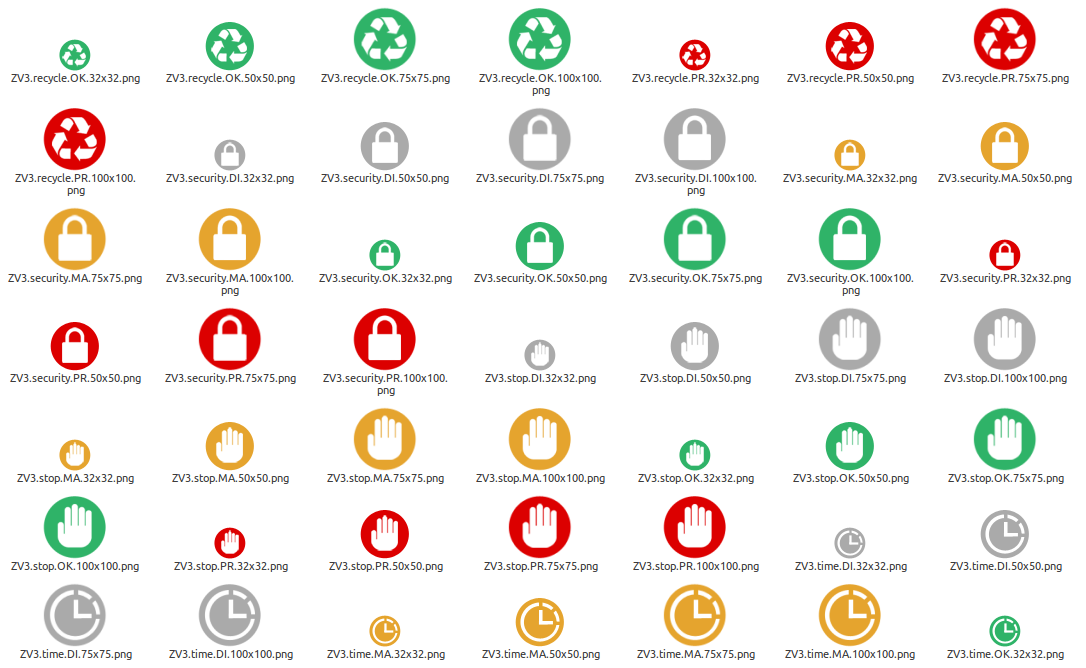 ZV3.recycle.OK.32x32.png
ZV3.recycle.OK.50x50.png
ZV3.recycle.OK.75x75.png
ZV3.recycle.OK.100x100.
png
ZV3.recycle.PR.32x32.png
ZV3.recycle.PR.50x50.png
ZV3.recycle.PR.75x75.png
ZV3.recycle.PR.100x100.
png
ZV3.security.DI.32x32.png
ZV3.security.DI.50x50.png
ZV3.security.DI.75x75.png
ZV3.security.DI.100x100.
png
ZV3.security.MA.32x32.png
ZV3.security.MA.50x50.png
ZV3.security.MA.75x75.png
ZV3.security.MA.100x100.
png
ZV3.security.OK.32x32.png
ZV3.security.OK.50x50.png
ZV3.security.OK.75x75.png
ZV3.security.OK.100x100.
png
ZV3.security.PR.32x32.png
ZV3.security.PR.50x50.png
ZV3.security.PR.75x75.png
ZV3.security.PR.100x100.
png
ZV3.stop.DI.32x32.png
ZV3.stop.DI.50x50.png
ZV3.stop.DI.75x75.png
ZV3.stop.DI.100x100.png
ZV3.stop.MA.32x32.png
ZV3.stop.MA.50x50.png
ZV3.stop.MA.75x75.png
ZV3.stop.MA.100x100.png
ZV3.stop.OK.32x32.png
ZV3.stop.OK.50x50.png
ZV3.stop.OK.75x75.png
ZV3.stop.OK.100x100.png
ZV3.stop.PR.32x32.png
ZV3.stop.PR.50x50.png
ZV3.stop.PR.75x75.png
ZV3.stop.PR.100x100.png
ZV3.time.DI.32x32.png
ZV3.time.DI.50x50.png
ZV3.time.DI.75x75.png
ZV3.time.DI.100x100.png
ZV3.time.MA.32x32.png
ZV3.time.MA.50x50.png
ZV3.time.MA.75x75.png
ZV3.time.MA.100x100.png
ZV3.time.OK.32x32.png